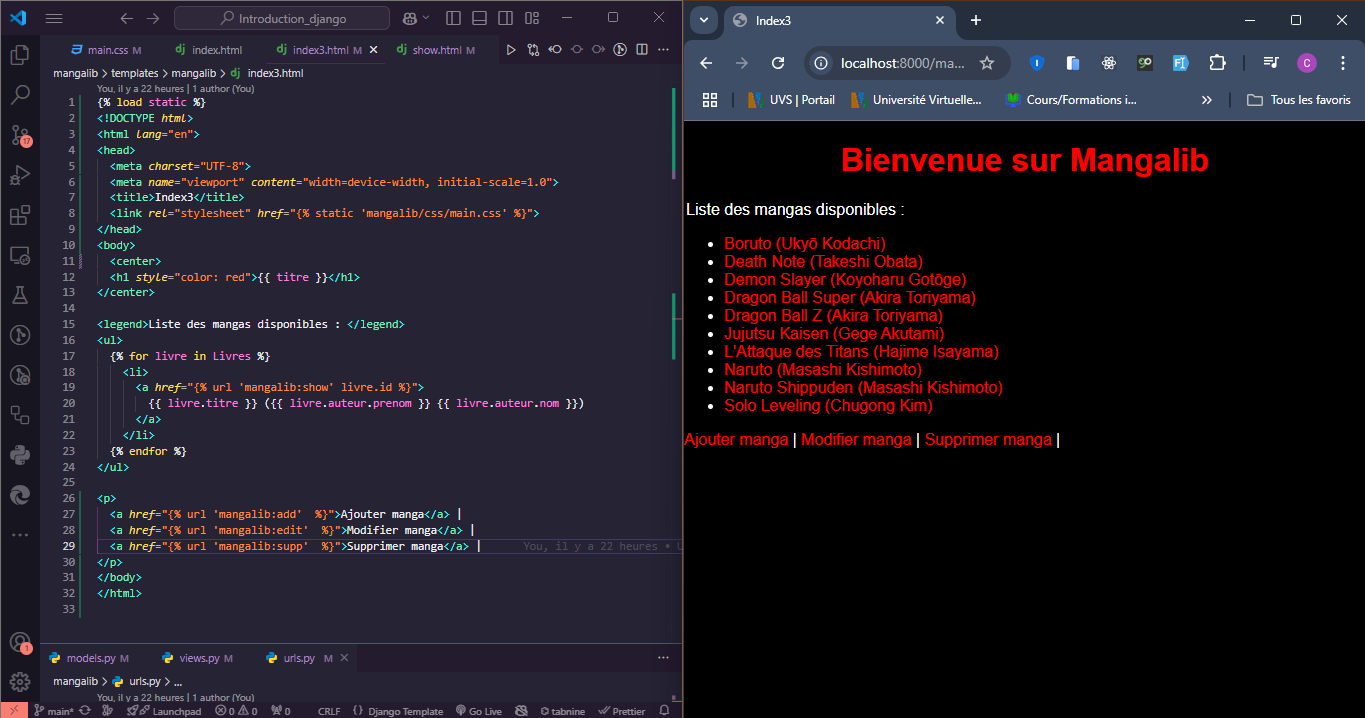 Introduction_django
main.css M
index.html
index3.html M
show.html M
mangalib > templates > mangalib > dj index3.html
You, il y a 22 heures | 1 author (You)
1 {% load static %}
2 <!DOCTYPE html>
3 <html lang="en">
4 <head>
5 <meta charset="UTF-8">
6 <meta name="viewport" content="width=device-width, initial-scale=1.0">
7 <title>Index3</title>
8 <link rel="stylesheet" href="{% static 'mangalib/css/main.css' %}">
9 </head>
10 <body>
11 <center>
12 <h1 style="color: red">{{ titre }}</h1>
13 </center>
14
15 <legend>Liste des mangas disponibles : </legend>
16 <ul>
17 {% for livre in Livres %}
18 <li>
19 <a href="{% url 'mangalib:show' livre.id %}">
20 {{ livre.titre }} ({{ livre.auteur.prenom }} {{ livre.auteur.nom }})
21 </a>
22 </li>
23 {% endfor %}
24 </ul>
25
26 <p>
27 <a href="{% url 'mangalib:add'  %}">Ajouter manga</a> |
28 <a href="{% url 'mangalib:edit'  %}">Modifier manga</a> |
29 <a href="{% url 'mangalib:supp'  %}">Supprimer manga</a> | You, il y a 22 heures • U
30 </p>
31 </body>
32 </html>
33
17
1
models.py M
views.py M
urls.py M
mangalib > urls.py > ...
You, il y a 22 heures | 1 author (You)
main* Launchpad 0 0 0 CRLF {} Django Template Go Live tabnine Prettier
Index3
localhost:8000/ma...
go
C
UVS | Portail
Université Virtuelle...
Cours/Formations i...
Tous les favoris
Bienvenue sur Mangalib
Liste des mangas disponibles :
Boruto (Ukyō Kodachi)
Death Note (Takeshi Obata)
Demon Slayer (Koyoharu Gotōge)
Dragon Ball Super (Akira Toriyama)
Dragon Ball Z (Akira Toriyama)
Jujutsu Kaisen (Gege Akutami)
L'Attaque des Titans (Hajime Isayama)
Naruto (Masashi Kishimoto)
Naruto Shippuden (Masashi Kishimoto)
Solo Leveling (Chugong Kim)
Ajouter manga | Modifier manga | Supprimer manga |